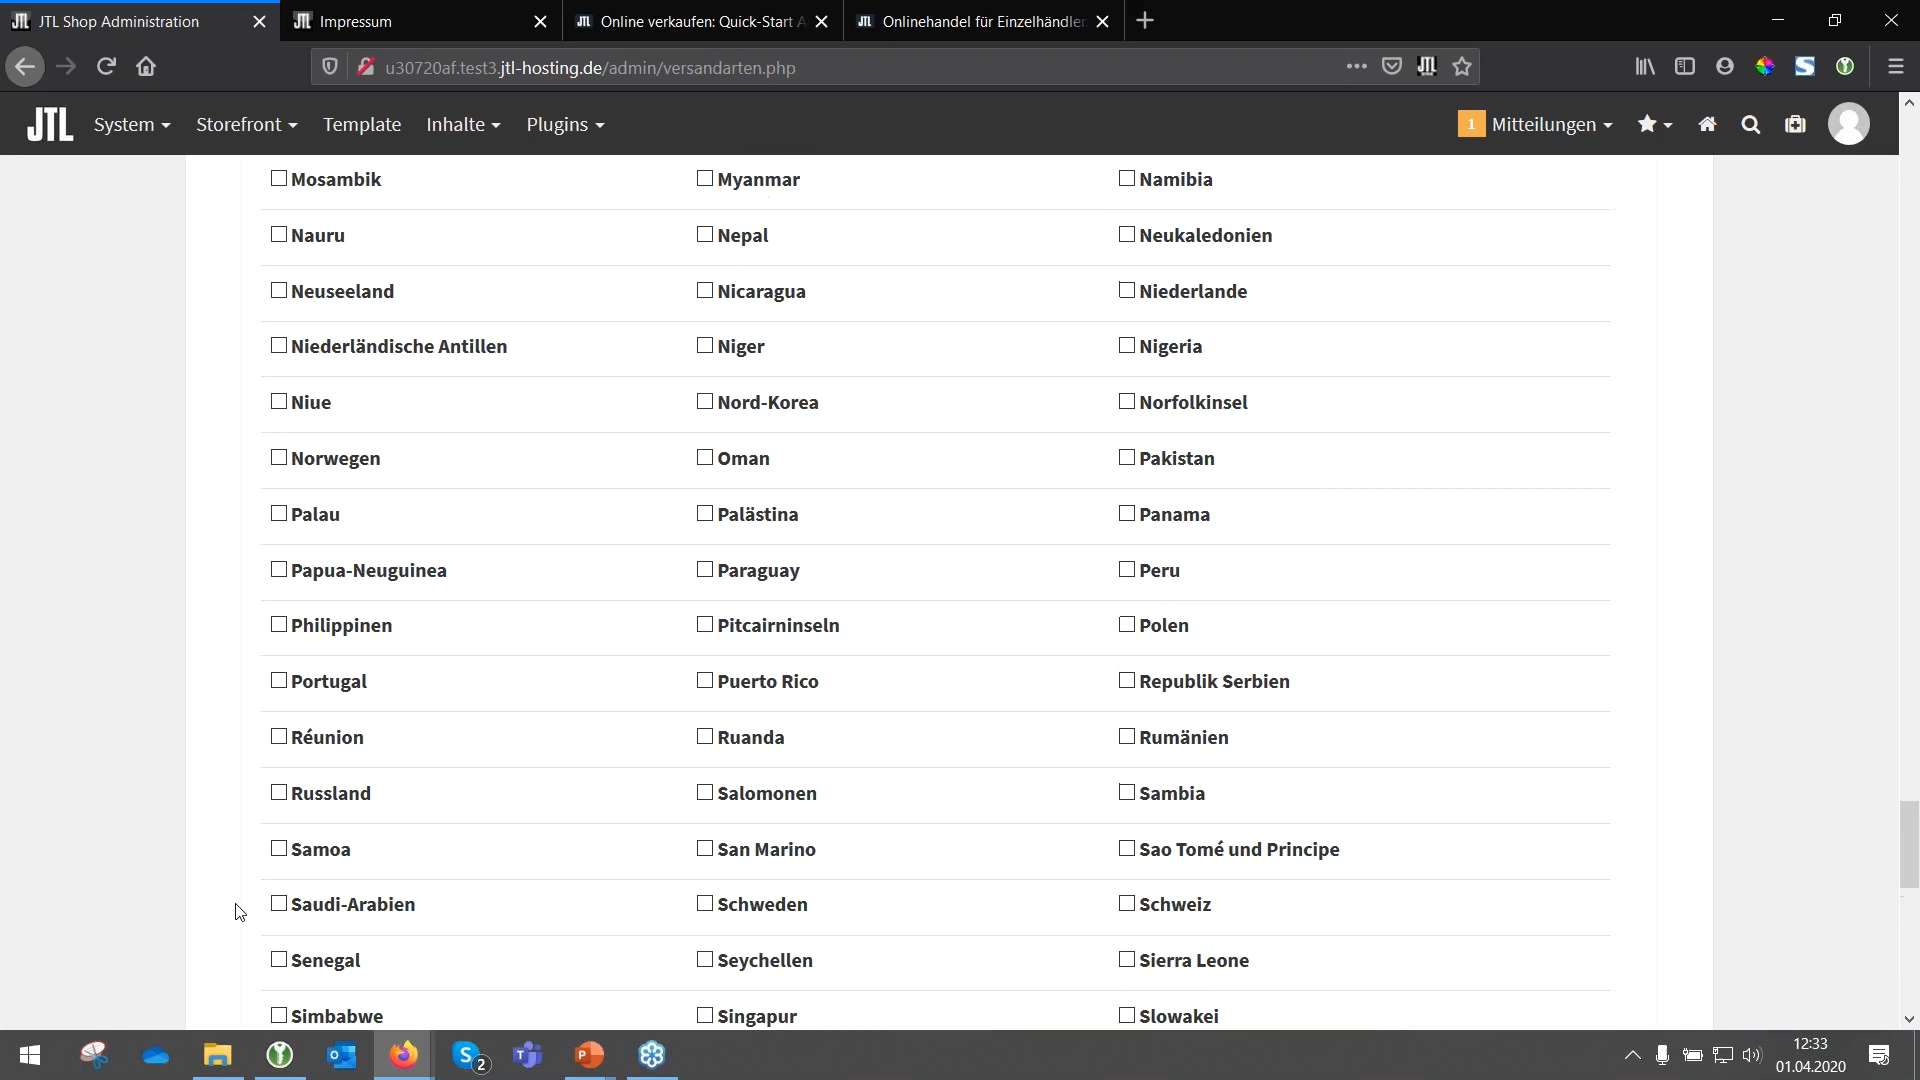 JTL Shop Administration
Impressum
Online verkaufen: Quick-Start A
Onlinehandel für Einzelhändler
u30720af.test3.jtl-hosting.de/admin/versandarten.php
JTL System Storefront Template Inhalte Plugins 1 Mitteilungen
Mosambik Myanmar Namibia
Nauru Nepal Neukaledonien
Neuseeland Nicaragua Niederlande
Niederländische Antillen Niger Nigeria
Niue Nord-Korea Norfolkinsel
Norwegen Oman Pakistan
Palau Palästina Panama
Papua-Neuguinea Paraguay Peru
Philippinen Pitcairninseln Polen
Portugal Puerto Rico Republik Serbien
Réunion Ruanda Rumänien
Russland Salomonen Sambia
Samoa San Marino Sao Tomé und Principe
Saudi-Arabien Schweden Schweiz
Senegal Seychellen Sierra Leone
Simbabwe Singapur Slowakei
2
12:33
01.04.2020